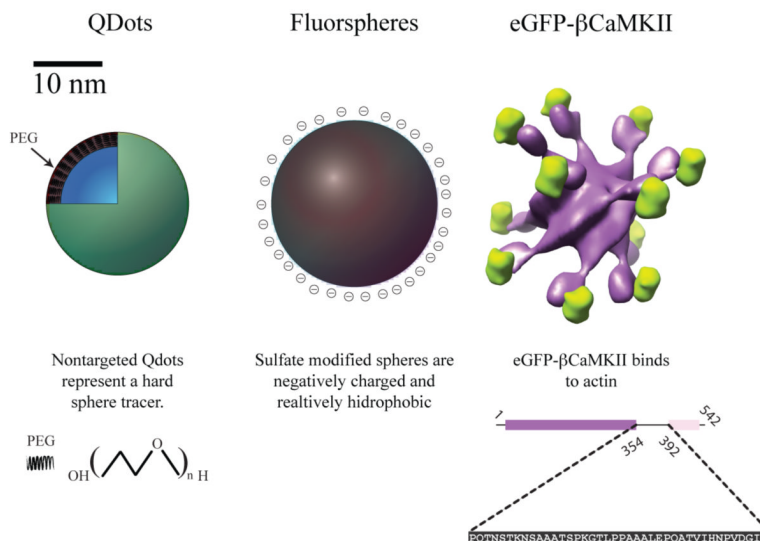 QDots
Fluorspheres
eGFP-βCaMKII
10 nm
PEG
Nontargeted Qdots
represent a hard
sphere tracer.
Sulfate modified spheres are
negatively charged and
realtively hidrophobic
eGFP-βCaMKII binds
to actin
PEG
OH
O
n
H
1
354
392
542
PQTNSTKNSAAATSPKGTLPPAAALEPQATVIHNPVDGI